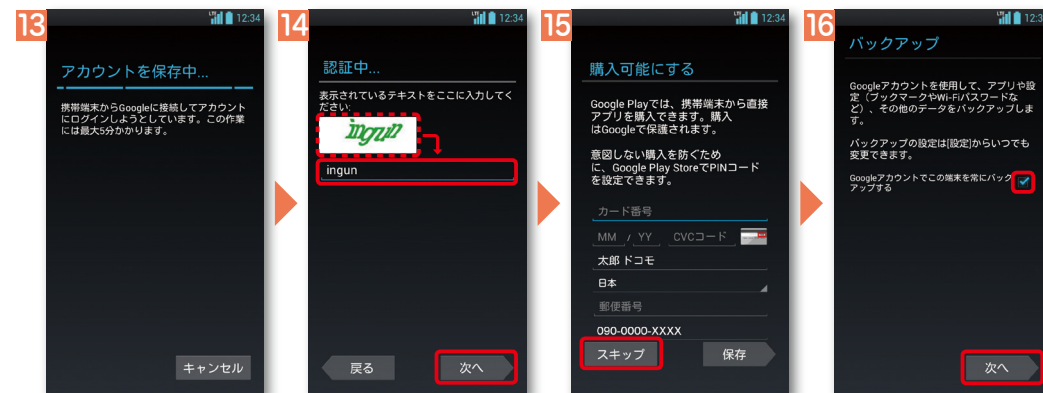 13
LTE 12:34
アカウントを保存中...
携帯端末からGoogleに接続してアカウント
にログインしようとしています。この作業
には最大5分かかります。
キャンセル
14
LTE 12:34
認証中...
表示されているテキストをここに入力してく
ださい:
ingun
ingun
戻る
次へ
15
LTE 12:34
購入可能にする
Google Playでは、携帯端末から直接
アプリを購入できます。購入
はGoogleで保護されます。
意図しない購入を防ぐため
に、Google Play StoreでPINコード
を設定できます。
カード番号
MM / YY CVCコード
太郎 ドコモ
日本
郵便番号
090-0000-XXXX
スキップ
保存
16
LTE 12:3
バックアップ
Googleアカウントを使用して、アプリや設
定（ブックマークやWi-Fiパスワードな
ど）、その他のデータをバックアップしま
す。
バックアップの設定は[設定]からいつでも
変更できます。
Googleアカウントでこの端末を常にバック
アップする
次へ